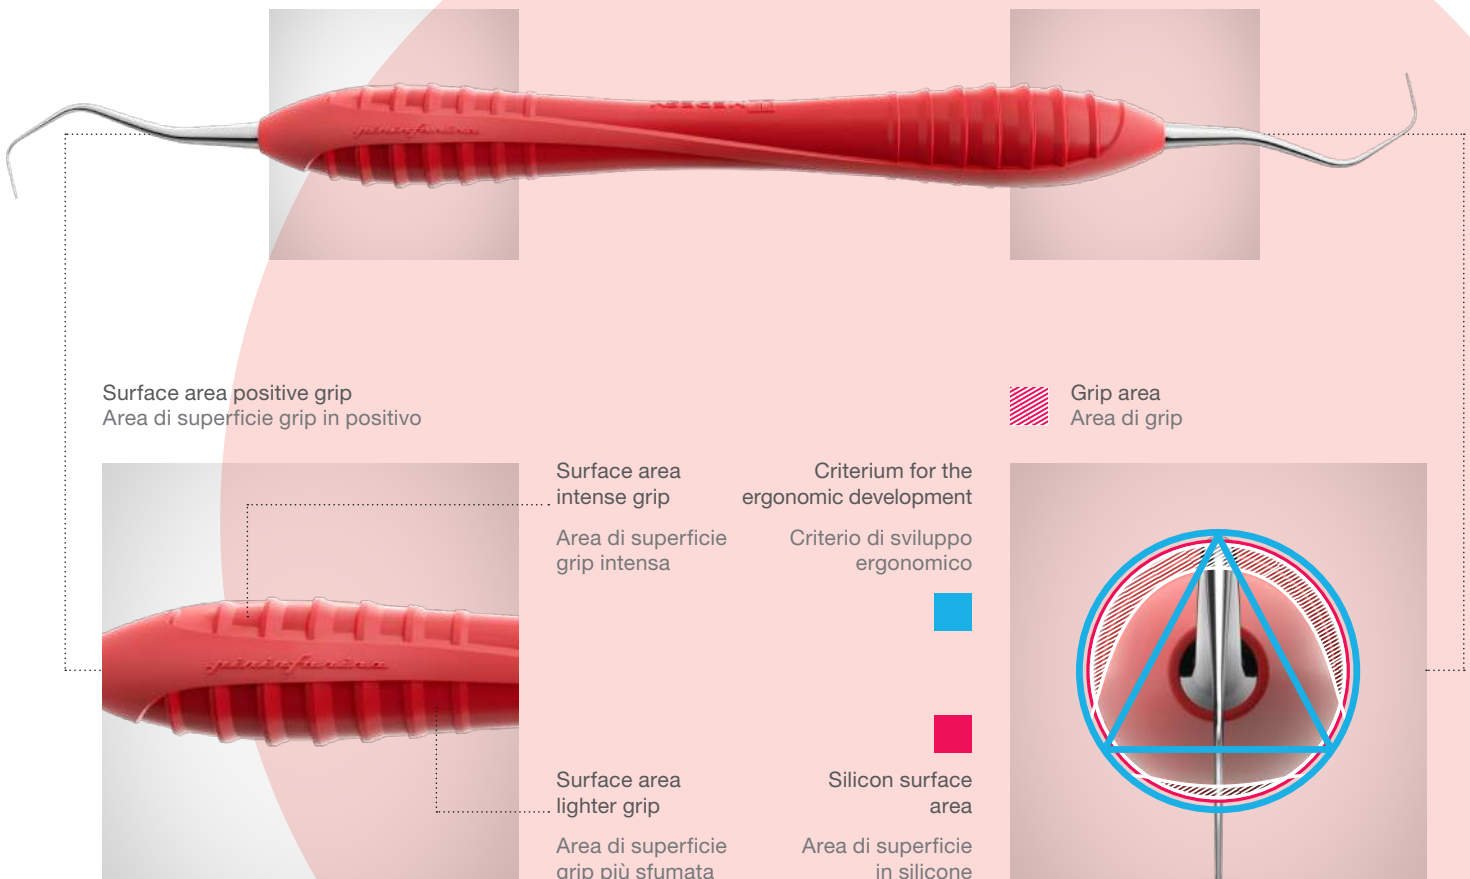 pininfarina
Surface area positive grip
Area di superficie grip in positivo
Grip area
Area di grip
Surface area
intense grip
Area di superficie
grip intensa
Criterium for the
ergonomic development
Criterio di sviluppo
ergonomico
pininfarina
Surface area
lighter grip
Area di superficie
grip più sfumata
Silicon surface
area
Area di superficie
in silicone